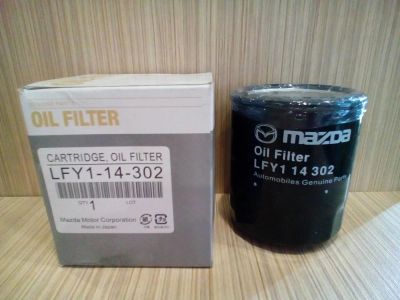 OIL FILTER
CARTRIDGE, OIL FILTER
LFY1-14-302
QTY
LOT
1
Mazda Motor Corporation
Made in Japan
mazda
Oil Filter
LFY1 14 302
Automobiles Genuine Parts